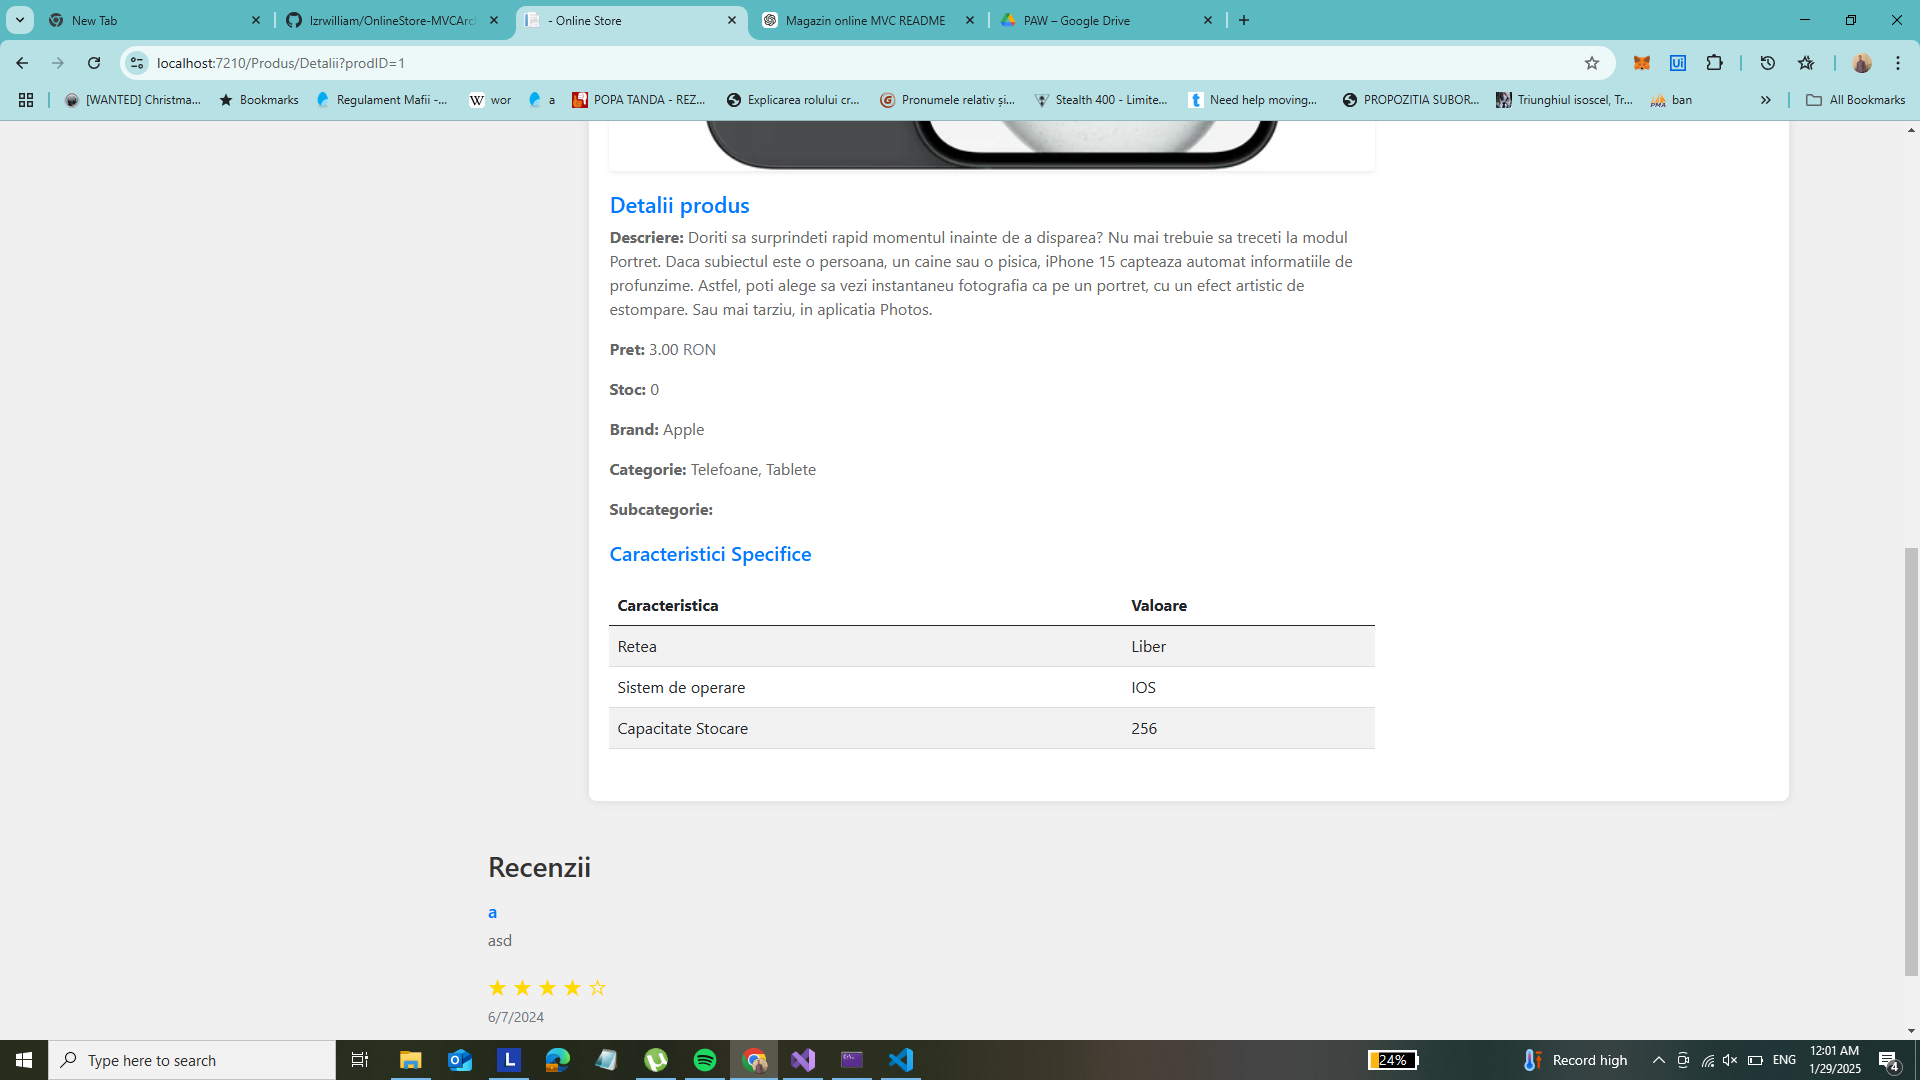 New Tab
Izrwilliam/OnlineStore-MVCArc
- Online Store
Magazin online MVC README
PAW – Google Drive
localhost:7210/Produs/Detalii?prodID=1
[WANTED] Christma...
Bookmarks
Regulament Mafii -...
wor
a
POPA TANDA - REZ...
Explicarea rolului cr...
Pronumele relativ și...
Stealth 400 - Limite...
Need help moving...
PROPOZITIA SUBOR...
Triunghiul isoscel, Tr...
ban
All Bookmarks
Detalii produs
Descriere: Doriti sa surprindeti rapid momentul inainte de a disparea? Nu mai trebuie sa treceti la modul
Portret. Daca subiectul este o persoana, un caine sau o pisica, iPhone 15 capteaza automat informatiile de
profunzime. Astfel, poti alege sa vezi instantaneu fotografia ca pe un portret, cu un efect artistic de
estompare. Sau mai tarziu, in aplicatia Photos.
Pret: 3.00 RON
Stoc: 0
Brand: Apple
Categorie: Telefoane, Tablete
Subcategorie:
Caracteristici Specifice
Caracteristica Valoare
Retea Liber
Sistem de operare IOS
Capacitate Stocare 256
Recenzii
a
asd
★ ★ ★ ★ ☆
6/7/2024
Type here to search
24%
Record high
ENG
12:01 AM
1/29/2025
4